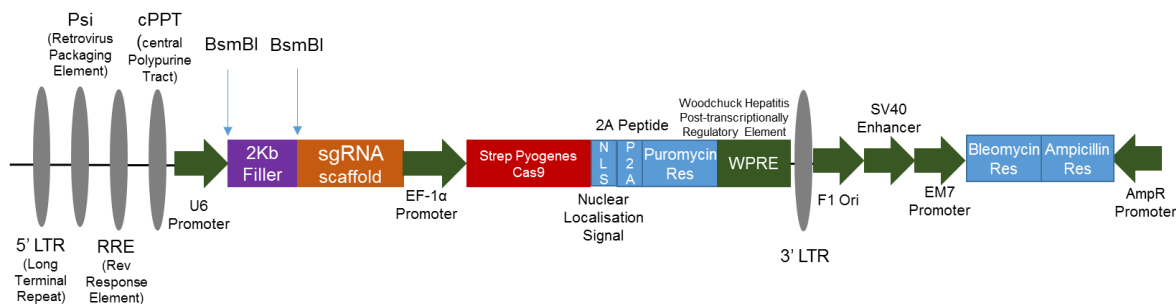 Psi
(Retrovirus
Packaging
Element)
cPPT
(central
Polypurine
Tract)
BsmBI
BsmBI
5' LTR
(Long
Terminal
Repeat)
RRE
(Rev
Response
Element)
U6
Promoter
2Kb
Filler
sgRNA
scaffold
EF-1α
Promoter
Strep Pyogenes
Cas9
NLS
Nuclear
Localisation
Signal
2A Peptide
P2A
Puromycin
Res
Woodchuck Hepatitis
Post-transcriptionally
Regulatory Element
WPRE
3' LTR
F1 Ori
SV40
Enhancer
EM7
Promoter
Bleomycin
Res
Ampicillin
Res
AmpR
Promoter